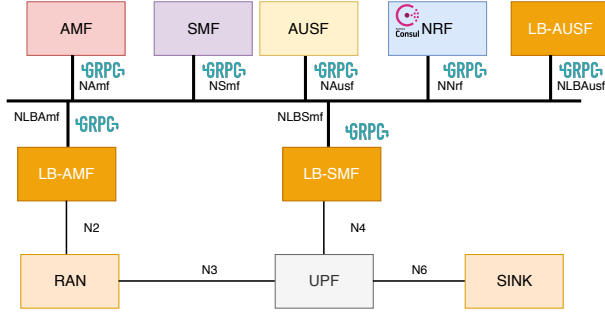 AMF
SMF
AUSF
Consul
NRF
LB-AUSF
GRPC
GRPC
GRPC
GRPC
GRPC
NAmf
NSmf
NAusf
NNrf
NLBAusf
NLBAmf
GRPC
NLBSmf
GRPC
LB-AMF
LB-SMF
N2
N4
RAN
N3
UPF
N6
SINK